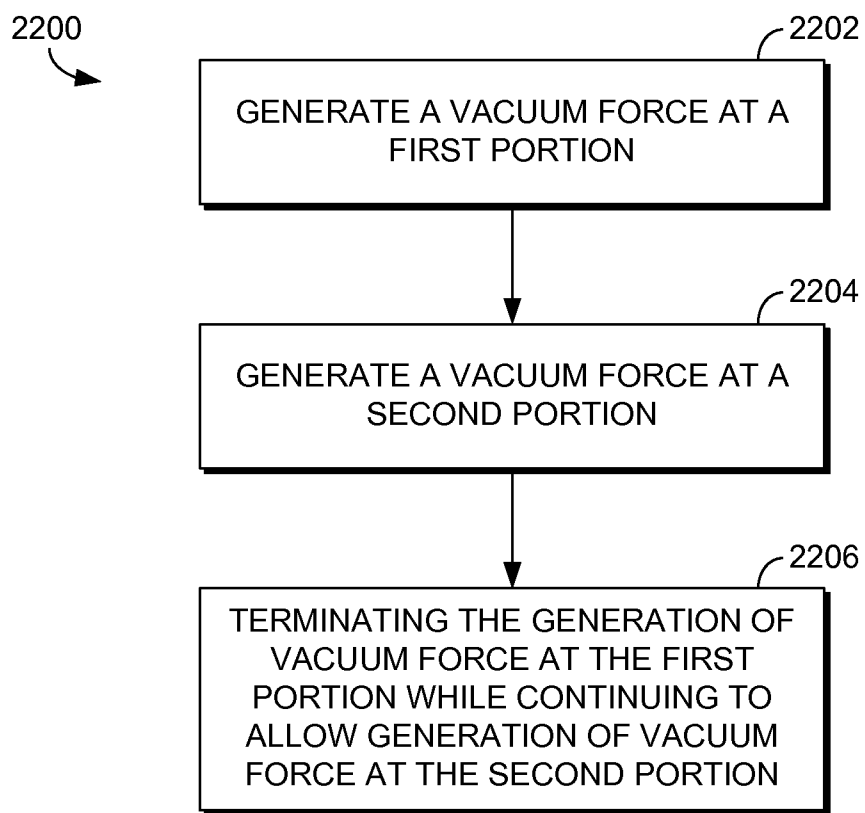 2200
2202
GENERATE A VACUUM FORCE AT A
FIRST PORTION
2204
GENERATE A VACUUM FORCE AT A
SECOND PORTION
2206
TERMINATING THE GENERATION OF
VACUUM FORCE AT THE FIRST
PORTION WHILE CONTINUING TO
ALLOW GENERATION OF VACUUM
FORCE AT THE SECOND PORTION